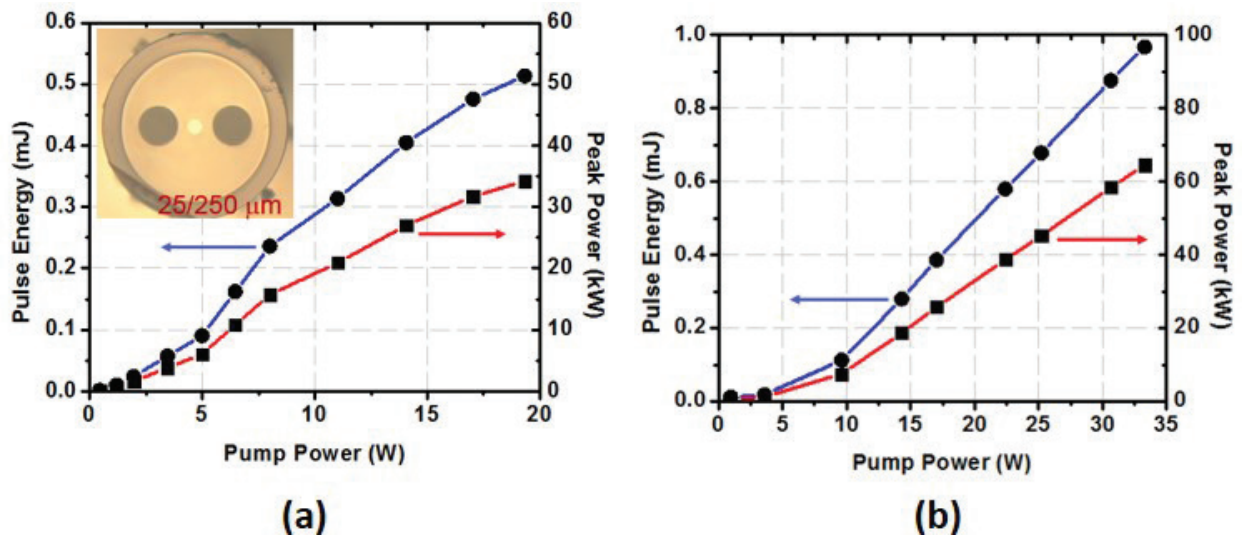 0.6
0.5
0.4
0.3
0.2
0.1
0.0
Pulse Energy (mJ)
25/250 μm
60
50
40
30
20
10
0
Peak Power (kW)
0 5 10 15 20
Pump Power (W)
(a)
1.0
0.8
0.6
0.4
0.2
0.0
Pulse Energy (mJ)
100
80
60
40
20
0
Peak Power (kW)
0 5 10 15 20 25 30 35
Pump Power (W)
(b)